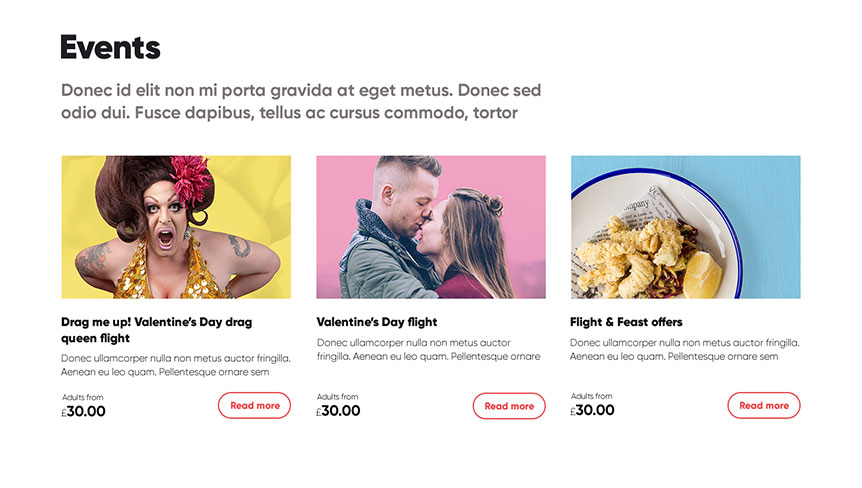 Events
Donec id elit non mi porta gravida at eget metus. Donec sed
odio dui. Fusce dapibus, tellus ac cursus commodo, tortor
Drag me up! Valentine's Day drag
queen flight
Donec ullamcorper nulla non metus auctor fringilla.
Aenean eu leo quam. Pellentesque ornare sem
Adults from
£30.00
Read more
Valentine's Day flight
Donec ullamcorper nulla non metus auctor
fringilla. Aenean eu leo quam. Pellentesque ornare
Adults from
£30.00
Read more
mpany
Flight & Feast offers
Donec ullamcorper nulla non metus auctor fringilla.
Aenean eu leo quam. Pellentesque ornare sem
Adults from
£30.00
Read more